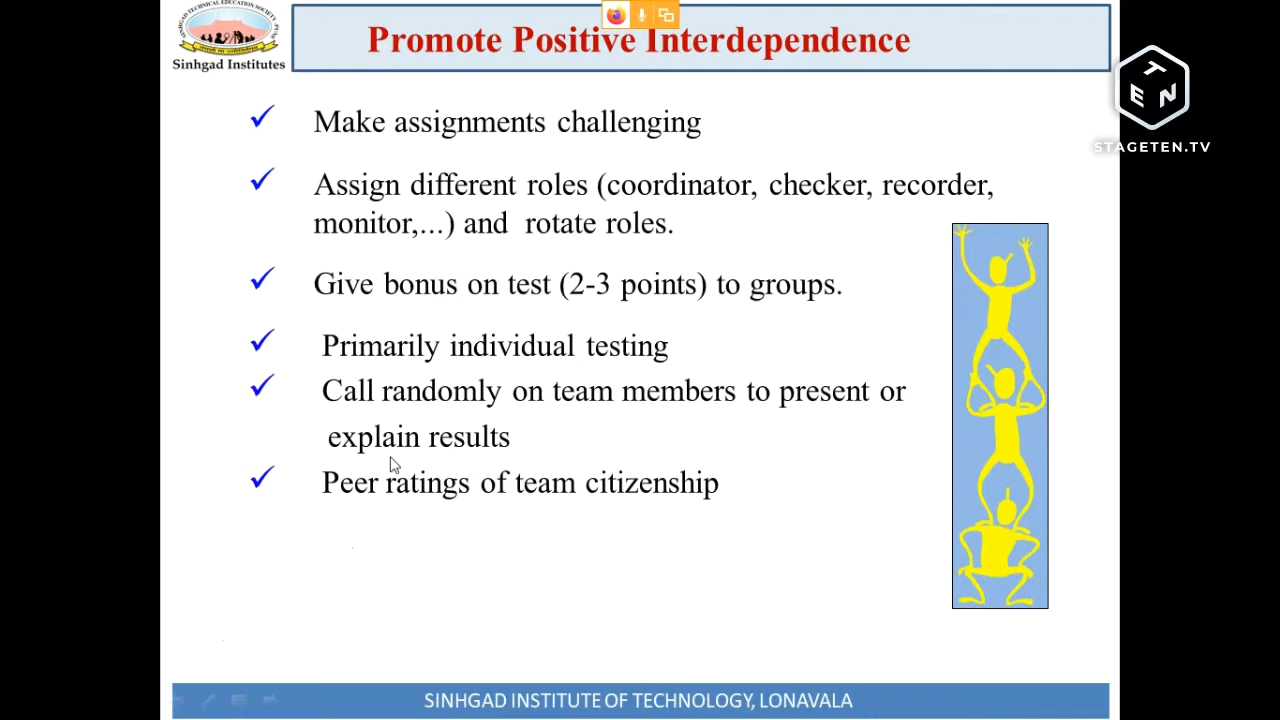 Promote Positive Interdependence
Sinhgad Institutes
TEN
STAGETEN.TV
✓ Make assignments challenging
✓ Assign different roles (coordinator, checker, recorder,
monitor,...) and rotate roles.
✓ Give bonus on test (2-3 points) to groups.
✓ Primarily individual testing
✓ Call randomly on team members to present or
explain results
✓ Peer ratings of team citizenship
SINHGAD INSTITUTE OF TECHNOLOGY, LONAVALA